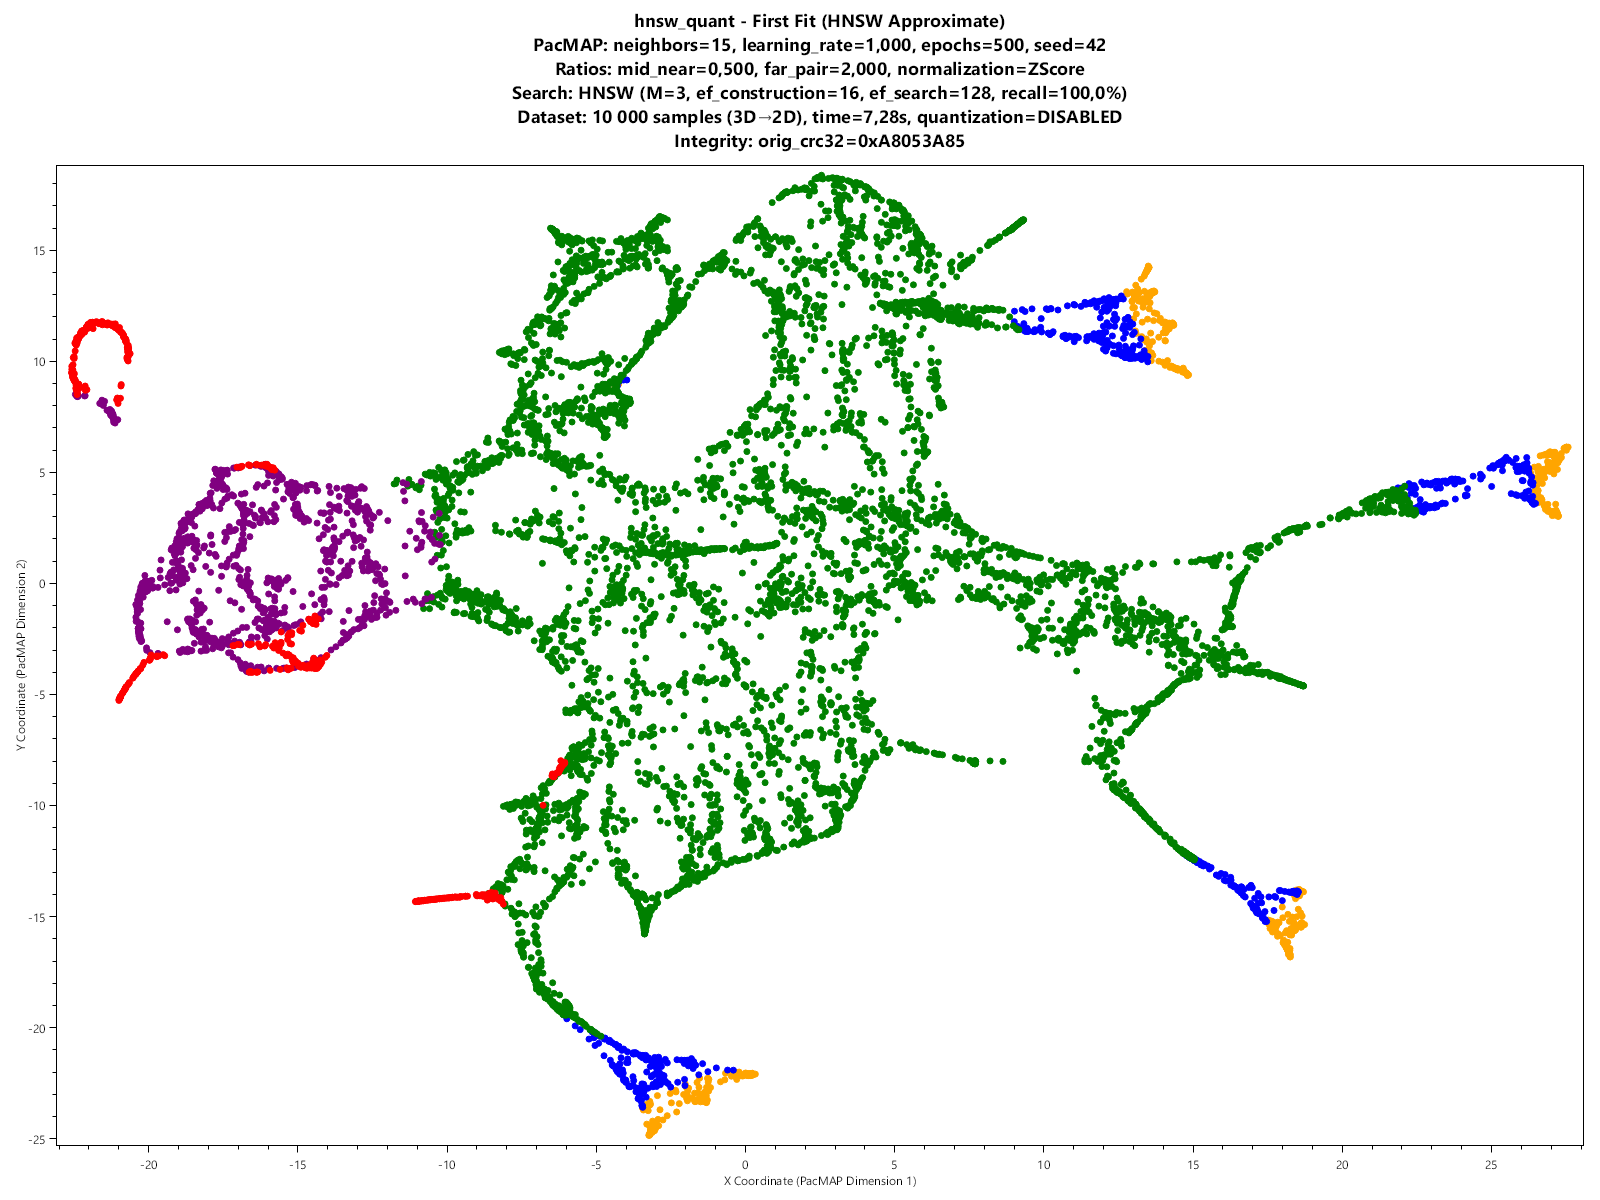 hnsw_quant - First Fit (HNSW Approximate)
PacMAP: neighbors=15, learning_rate=1,000, epochs=500, seed=42
Ratios: mid_near=0,500, far_pair=2,000, normalization=ZScore
Search: HNSW (M=3, ef_construction=16, ef_search=128, recall=100,0%)
Dataset: 10 000 samples (3D→2D), time=7,28s, quantization=DISABLED
Integrity: orig_crc32=0xA8053A85
15
10
5
0
-5
-10
-15
-20
-25
Y Coordinate (PacMAP Dimension 2)
-20 -15 -10 -5 0 5 10 15 20 25
X Coordinate (PacMAP Dimension 1)